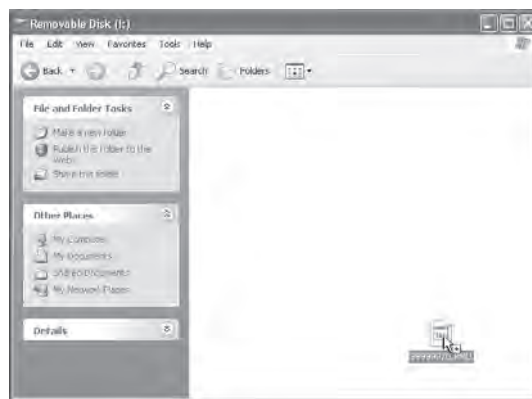 Removable Disk (I:)
File Edit View Favorites Tools Help
Back Search Folders
File and Folder Tasks
Make a new folder
Publish this folder to the
Web
Share this folder
Other Places
My Computer
My Documents
Shared Documents
My Network Places
Details